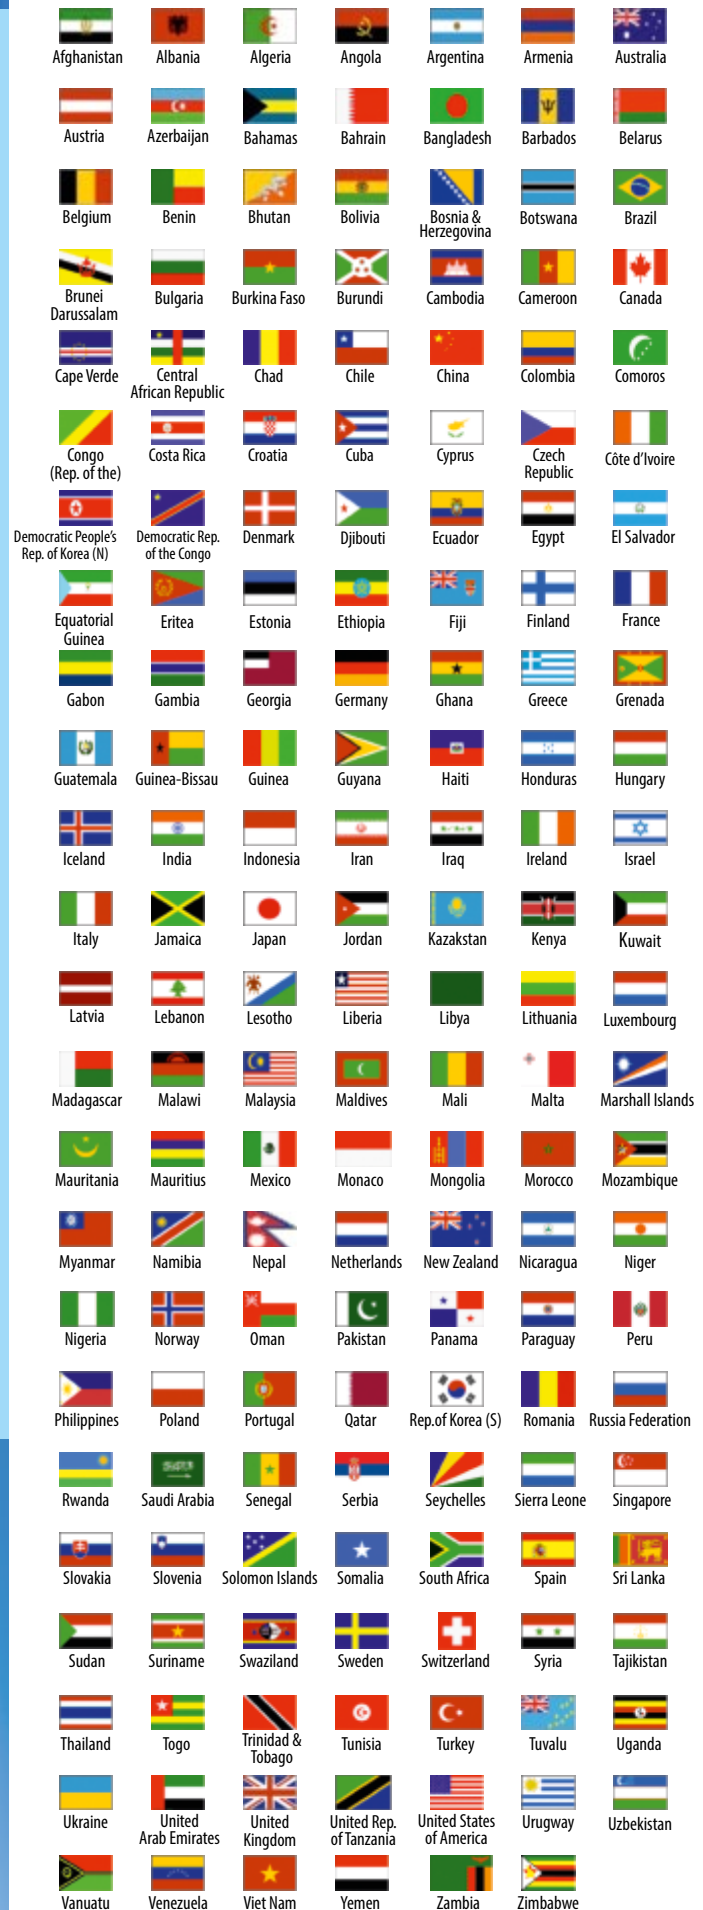 Afghanistan Albania Algeria Angola Argentina Armenia Australia
Austria Azerbaijan Bahamas Bahrain Bangladesh Barbados Belarus
Belgium Benin Bhutan Bolivia Bosnia & Botswana Brazil
Herzegovina
Brunei Bulgaria Burkina Faso Burundi Cambodia Cameroon Canada
Darussalam
Cape Verde Central Chad Chile China Colombia Comoros
African Republic
Congo Costa Rica Croatia Cuba Cyprus Czech Côte d'Ivoire
(Rep. of the) Republic
Democratic People's Democratic Rep. Denmark Djibouti Ecuador Egypt El Salvador
Rep. of Korea (N) of the Congo
Equatorial Eritea Estonia Ethiopia Fiji Finland France
Guinea
Gabon Gambia Georgia Germany Ghana Greece Grenada
Guatemala Guinea-Bissau Guinea Guyana Haiti Honduras Hungary
Iceland India Indonesia Iran Iraq Ireland Israel
Italy Jamaica Japan Jordan Kazakstan Kenya Kuwait
Latvia Lebanon Lesotho Liberia Libya Lithuania Luxembourg
Madagascar Malawi Malaysia Maldives Mali Malta Marshall Islands
Mauritania Mauritius Mexico Monaco Mongolia Morocco Mozambique
Myanmar Namibia Nepal Netherlands New Zealand Nicaragua Niger
Nigeria Norway Oman Pakistan Panama Paraguay Peru
Philippines Poland Portugal Qatar Rep.of Korea (S) Romania Russia Federation
Rwanda Saudi Arabia Senegal Serbia Seychelles Sierra Leone Singapore
Slovakia Slovenia Solomon Islands Somalia South Africa Spain Sri Lanka
Sudan Suriname Swaziland Sweden Switzerland Syria Tajikistan
Thailand Togo Trinidad & Tunisia Turkey Tuvalu Uganda
Tobago
Ukraine United United United Rep. United States Urugway Uzbekistan
Arab Emirates Kingdom of Tanzania of America
Vanuatu Venezuela Viet Nam Yemen Zambia Zimbabwe